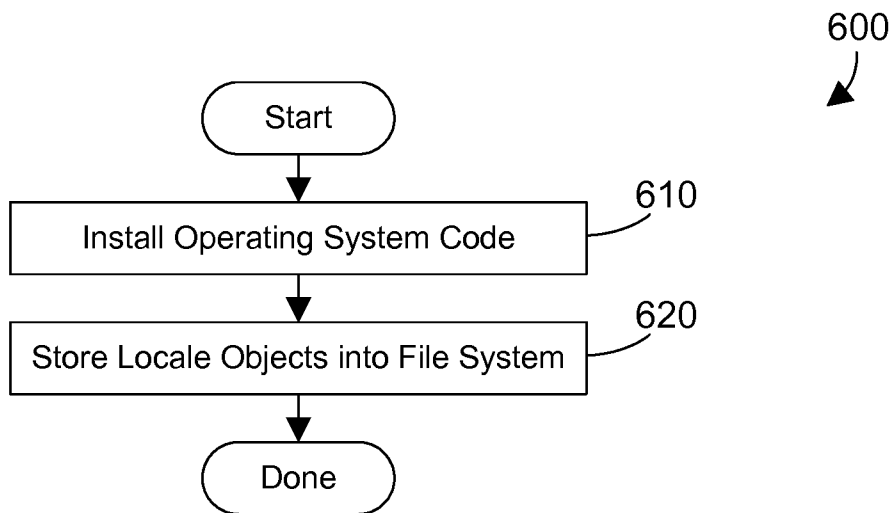 600
Start
610
Install Operating System Code
620
Store Locale Objects into File System
Done